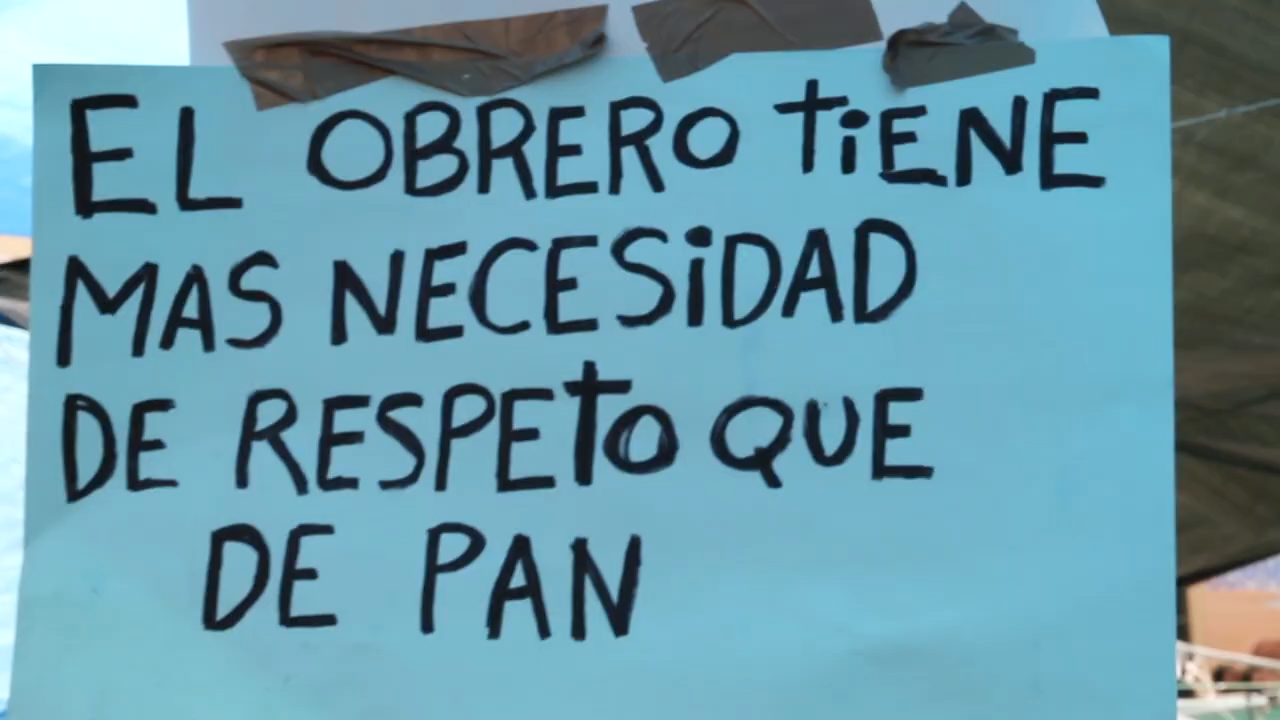 EL OBRERO TIENE
MAS NECESIDAD
DE RESPETO QUE
DE PAN